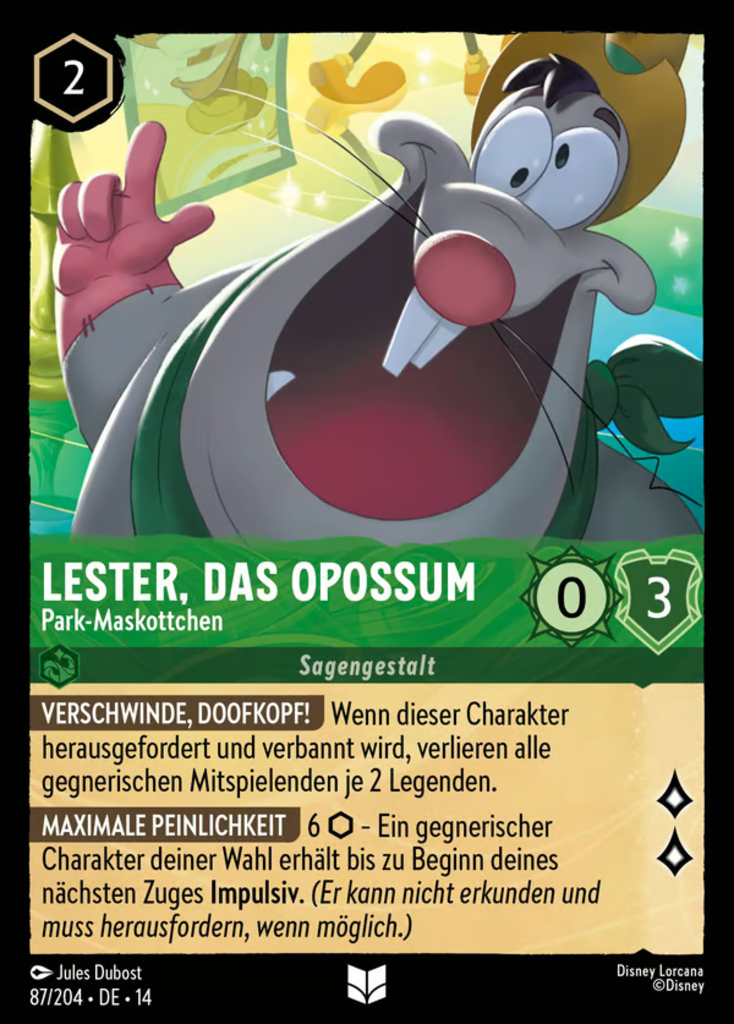 2
LESTER, DAS OPOSSUM
Park-Maskottchen
0
3
Sagengestalt
VERSCHWINDE, DOOFKOPF! Wenn dieser Charakter
herausgefordert und verbannt wird, verlieren alle
gegnerischen Mitspielenden je 2 Legenden.
MAXIMALE PEINLICHKEIT 6 ⬡ - Ein gegnerischer
Charakter deiner Wahl erhält bis zu Beginn deines
nächsten Zuges Impulsiv. (Er kann nicht erkunden und
muss herausfordern, wenn möglich.)
Jules Dubost
87/204 • DE • 14
Disney Lorcana
©Disney